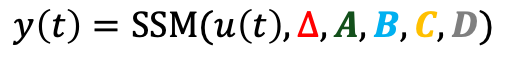 y(t) = SSM(u(t), Δ, A, B, C, D)